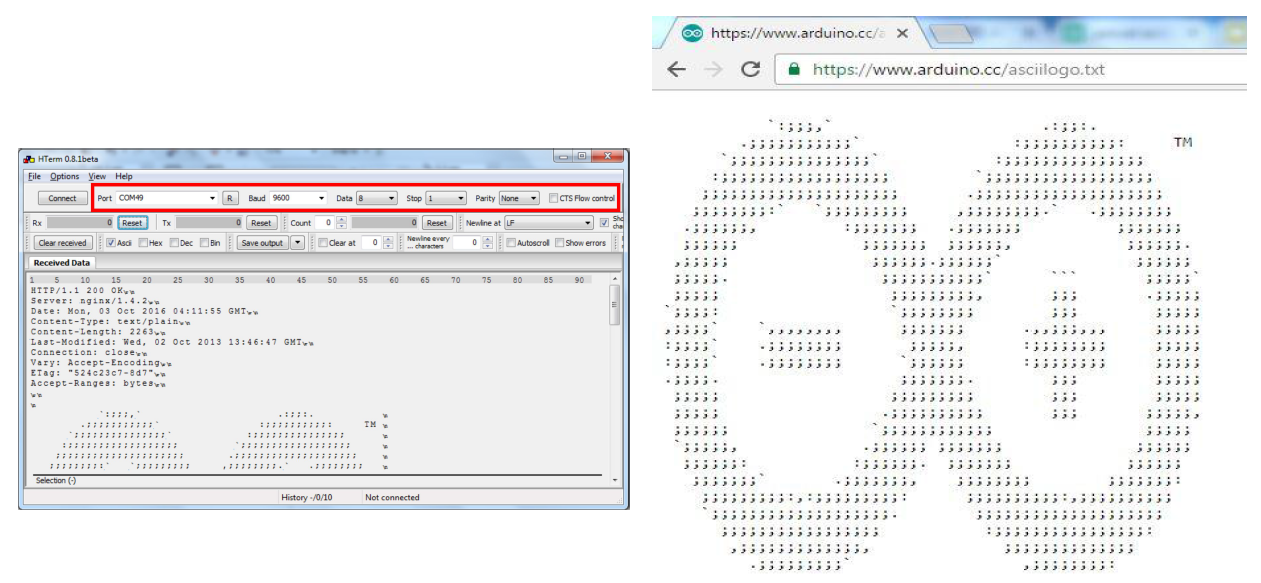 HTerm 0.8.1beta
File Options View Help
Connect Port COM49 R Baud 9600 Data 8 Stop 1 Parity None CTS Flow control
Rx 0 Reset Tx 0 Reset Count 0 0 Reset Newline at LF
Clear received Ascii Hex Dec Bin Save output Clear at 0 Newline every ... characters 0 Autoscroll Show errors
Received Data
1 5 10 15 20 25 30 35 40 45 50 55 60 65 70 75 80 85 90
HTTP/1.1 200 OK\r\n
Server: nginx/1.4.2\r\n
Date: Mon, 03 Oct 2016 04:11:55 GMT\r\n
Content-Type: text/plain\r\n
Content-Length: 2263\r\n
Last-Modified: Wed, 02 Oct 2013 13:46:47 GMT\r\n
Connection: close\r\n
Vary: Accept-Encoding\r\n
ETag: "524c23c7-8d7"\r\n
Accept-Ranges: bytes\r\n
\r\n
\n
TM \n
Selection (-)
History -/0/10 Not connected
https://www.arduino.cc/a
https://www.arduino.cc/asciilogo.txt
TM